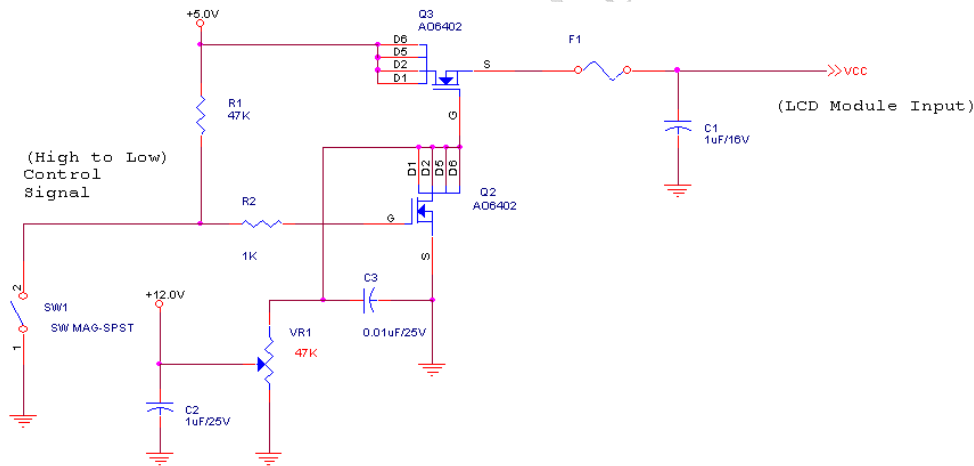 +5.0V
Q3
AO6402
D6
D5
D2
D1
S
G
F1
VCC
(LCD Module Input)
R1
47K
C1
1uF/16V
(High to Low)
Control
Signal
D1
D2
D5
D6
Q2
AO6402
R2
G
1K
S
2
SW1
SW MAG-SPST
1
+12.0V
C3
0.01uF/25V
VR1
47K
C2
1uF/25V